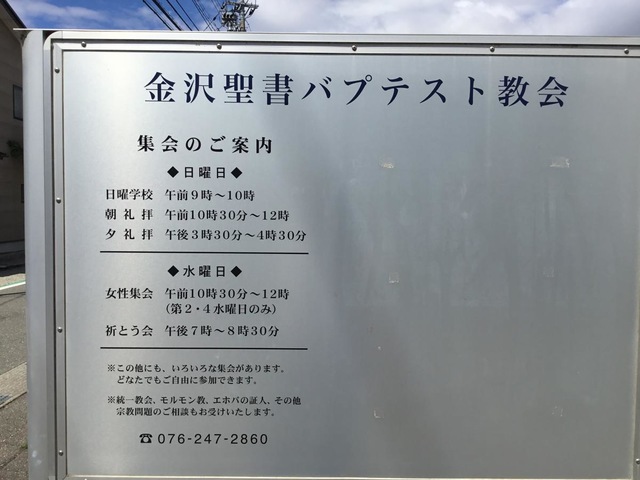 金沢聖書バプテスト教会
集会のご案内
◆日曜日◆
日曜学校 午前9時～10時
朝礼拝 午前10時30分～12時
夕礼拝 午後3時30分～4時30分
◆水曜日◆
女性集会 午前10時30分～12時
（第2・4水曜日のみ）
祈とう会 午後7時～8時30分
※この他にも、いろいろな集会があります。
どなたでもご自由に参加できます。
※統一教会、モルモン教、エホバの証人、その他
宗教問題のご相談もお受けいたします。
☎076-247-2860